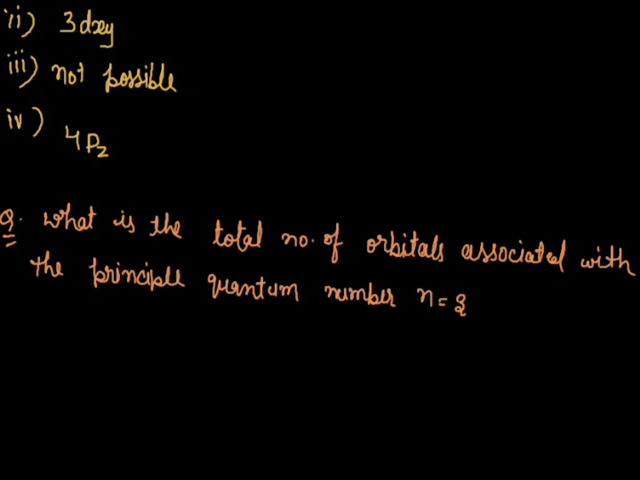 ii) 3dxy
iii) not possible
iv) 4Pz
Q. What is the total no. of orbitals associated with
the principle quantum number n = 3